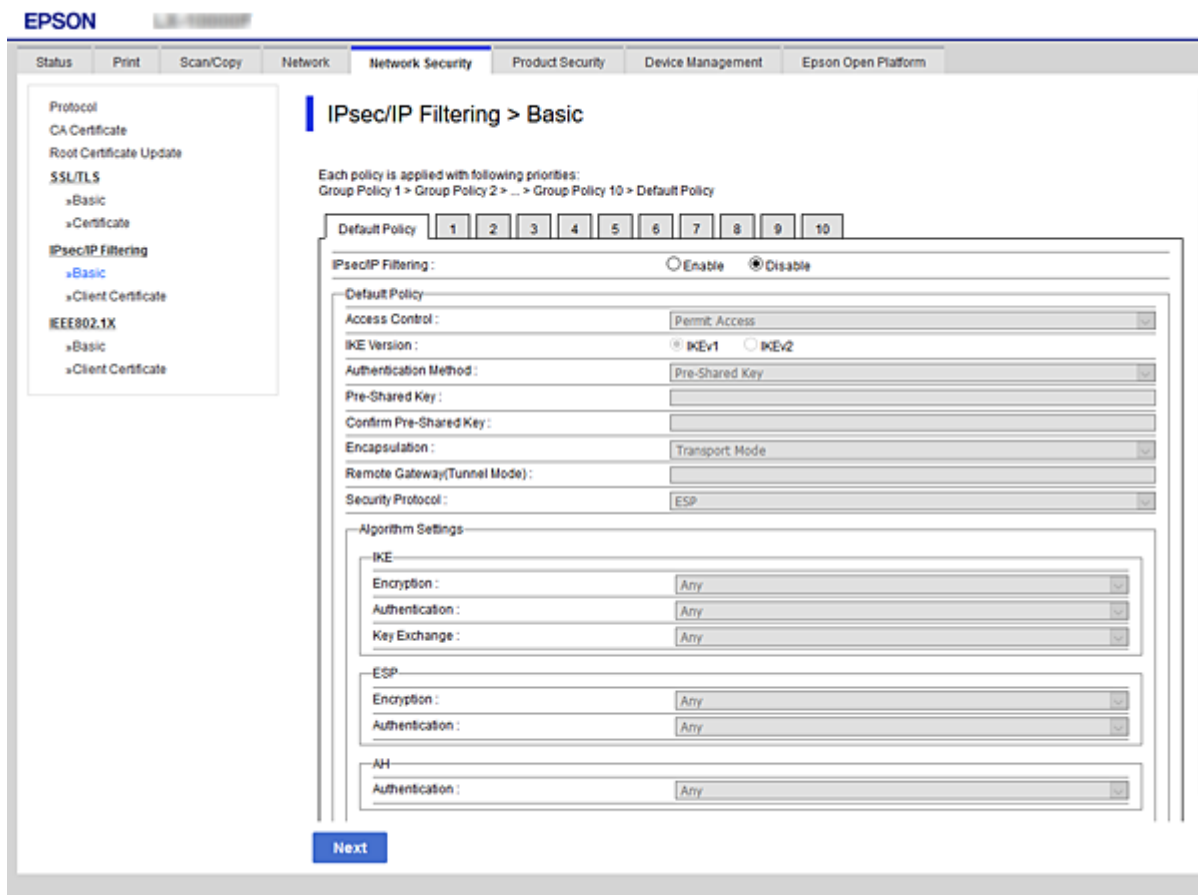 EPSON
Status Print Scan/Copy Network Network Security Product Security Device Management Epson Open Platform
Protocol
CA Certificate
Root Certificate Update
SSL/TLS
»Basic
»Certificate
IPsec/IP Filtering
»Basic
»Client Certificate
IEEE802.1X
»Basic
»Client Certificate
IPsec/IP Filtering > Basic
Each policy is applied with following priorities:
Group Policy 1 > Group Policy 2 > ... > Group Policy 10 > Default Policy
Default Policy 1 2 3 4 5 6 7 8 9 10
IPsec/IP Filtering : Enable Disable
Default Policy
Access Control : Permit Access
IKE Version : IKEv1 IKEv2
Authentication Method : Pre-Shared Key
Pre-Shared Key :
Confirm Pre-Shared Key :
Encapsulation : Transport Mode
Remote Gateway(Tunnel Mode) :
Security Protocol : ESP
Algorithm Settings
IKE
Encryption : Any
Authentication : Any
Key Exchange : Any
ESP
Encryption : Any
Authentication : Any
AH
Authentication : Any
Next